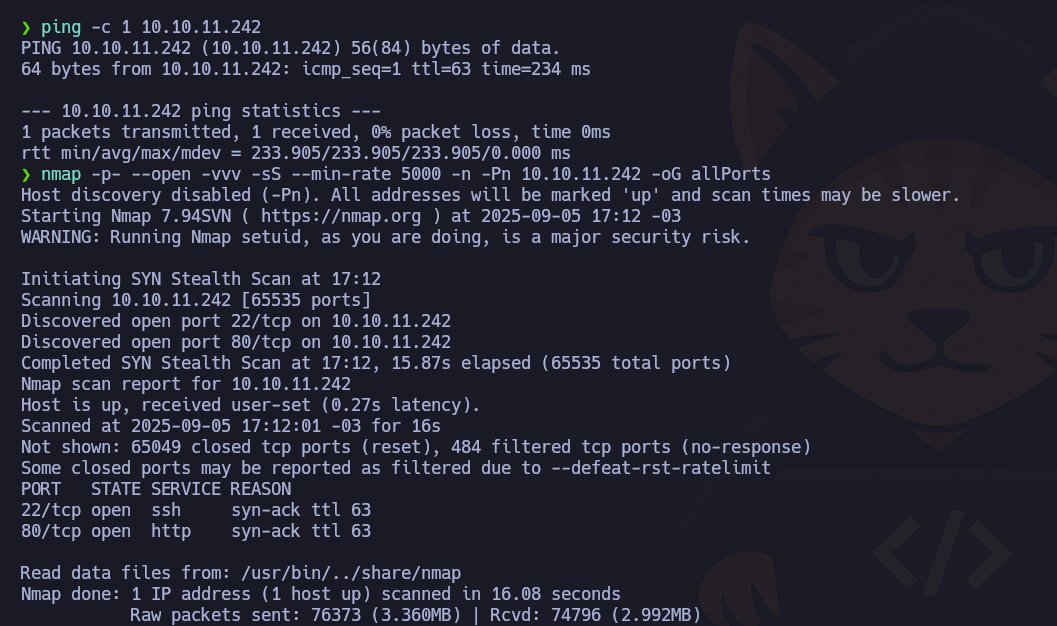 ❯ ping -c 1 10.10.11.242
PING 10.10.11.242 (10.10.11.242) 56(84) bytes of data.
64 bytes from 10.10.11.242: icmp_seq=1 ttl=63 time=234 ms
--- 10.10.11.242 ping statistics ---
1 packets transmitted, 1 received, 0% packet loss, time 0ms
rtt min/avg/max/mdev = 233.905/233.905/233.905/0.000 ms
❯ nmap -p- --open -vvv -sS --min-rate 5000 -n -Pn 10.10.11.242 -oG allPorts
Host discovery disabled (-Pn). All addresses will be marked 'up' and scan times may be slower.
Starting Nmap 7.94SVN ( https://nmap.org ) at 2025-09-05 17:12 -03
WARNING: Running Nmap setuid, as you are doing, is a major security risk.
Initiating SYN Stealth Scan at 17:12
Scanning 10.10.11.242 [65535 ports]
Discovered open port 22/tcp on 10.10.11.242
Discovered open port 80/tcp on 10.10.11.242
Completed SYN Stealth Scan at 17:12, 15.87s elapsed (65535 total ports)
Nmap scan report for 10.10.11.242
Host is up, received user-set (0.27s latency).
Scanned at 2025-09-05 17:12:01 -03 for 16s
Not shown: 65049 closed tcp ports (reset), 484 filtered tcp ports (no-response)
Some closed ports may be reported as filtered due to --defeat-rst-ratelimit
PORT   STATE SERVICE REASON
22/tcp open  ssh     syn-ack ttl 63
80/tcp open  http    syn-ack ttl 63
Read data files from: /usr/bin/../share/nmap
Nmap done: 1 IP address (1 host up) scanned in 16.08 seconds
           Raw packets sent: 76373 (3.360MB) | Rcvd: 74796 (2.992MB)
</>